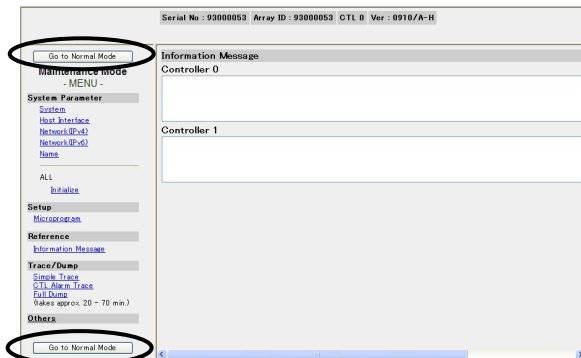 Serial No : 93000053 Array ID : 93000053 CTL 0 Ver : 0910/A-H
Go to Normal Mode
Maintenance Mode
- MENU -
System Parameter
System
Host Interface
Network(IPv4)
Network(IPv6)
Name
ALL
Initialize
Setup
Microprogram
Reference
Information Message
Trace/Dump
Simple Trace
CTL Alarm Trace
Full Dump
(takes approx. 20 - 70 min.)
Others
Go to Normal Mode
Information Message
Controller 0
Controller 1